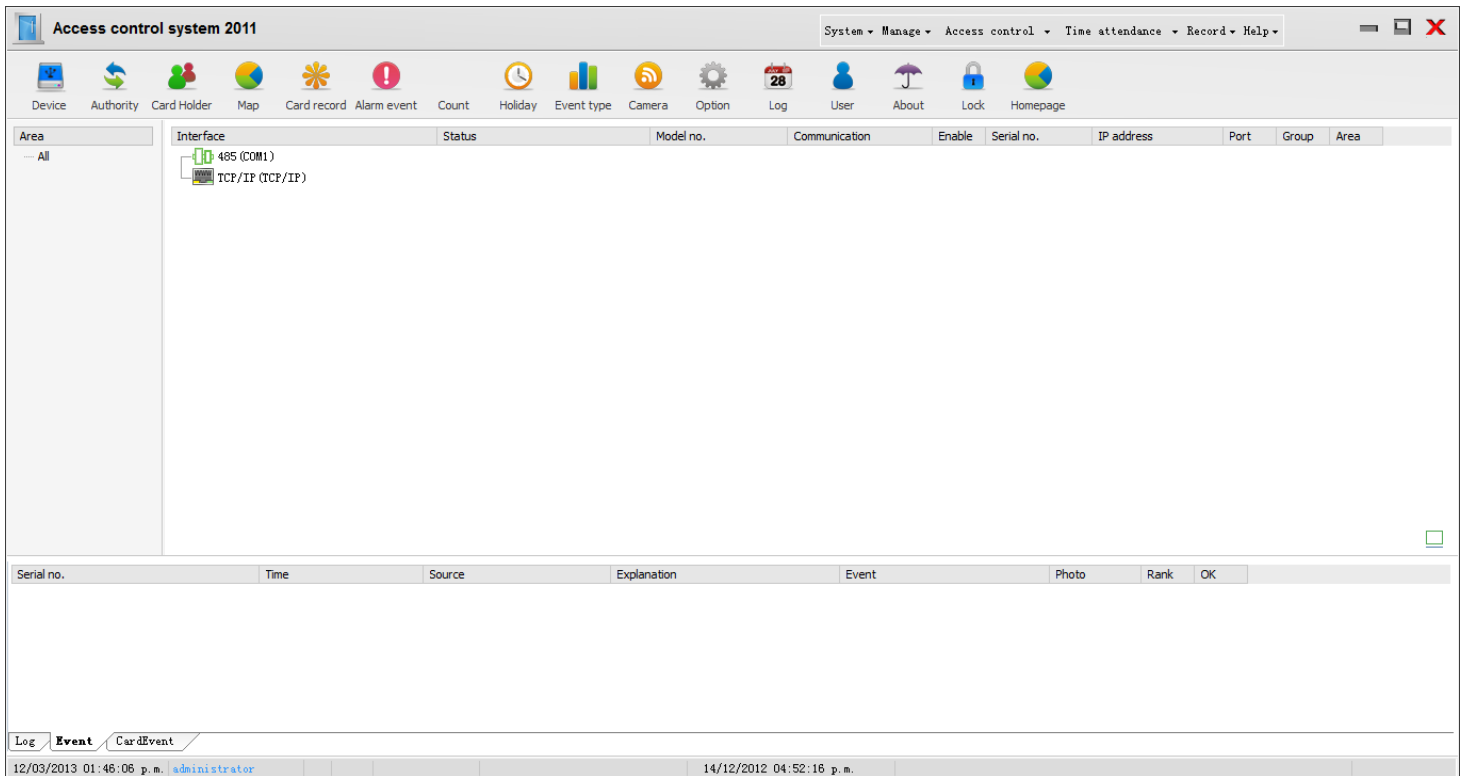 Access control system 2011
System Manage Access control Time attendance Record Help
28
Device Authority Card Holder Map Card record Alarm event Count Holiday Event type Camera Option Log User About Lock Homepage
Area Interface Status Model no. Communication Enable Serial no. IP address Port Group Area
All 485 (COM1)
TCP/IP (TCP/IP)
Serial no. Time Source Explanation Event Photo Rank OK
Log Event CardEvent
12/03/2013 01:46:06 p.m. administrator 14/12/2012 04:52:16 p.m.